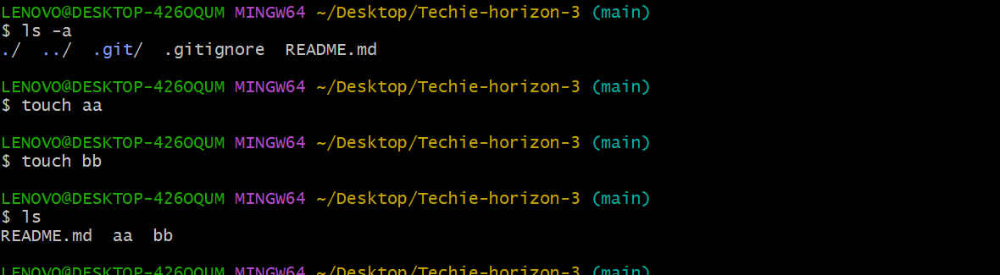 LENOVO@DESKTOP-426OQUM MINGW64 ~/Desktop/Techie-horizon-3 (main)
$ ls -a
./  ../  .git/  .gitignore  README.md
LENOVO@DESKTOP-426OQUM MINGW64 ~/Desktop/Techie-horizon-3 (main)
$ touch aa
LENOVO@DESKTOP-426OQUM MINGW64 ~/Desktop/Techie-horizon-3 (main)
$ touch bb
LENOVO@DESKTOP-426OQUM MINGW64 ~/Desktop/Techie-horizon-3 (main)
$ ls
README.md  aa  bb
LENOVO@DESKTOP-426OQUM MINGW64 ~/Desktop/Techie-horizon-3 (main)